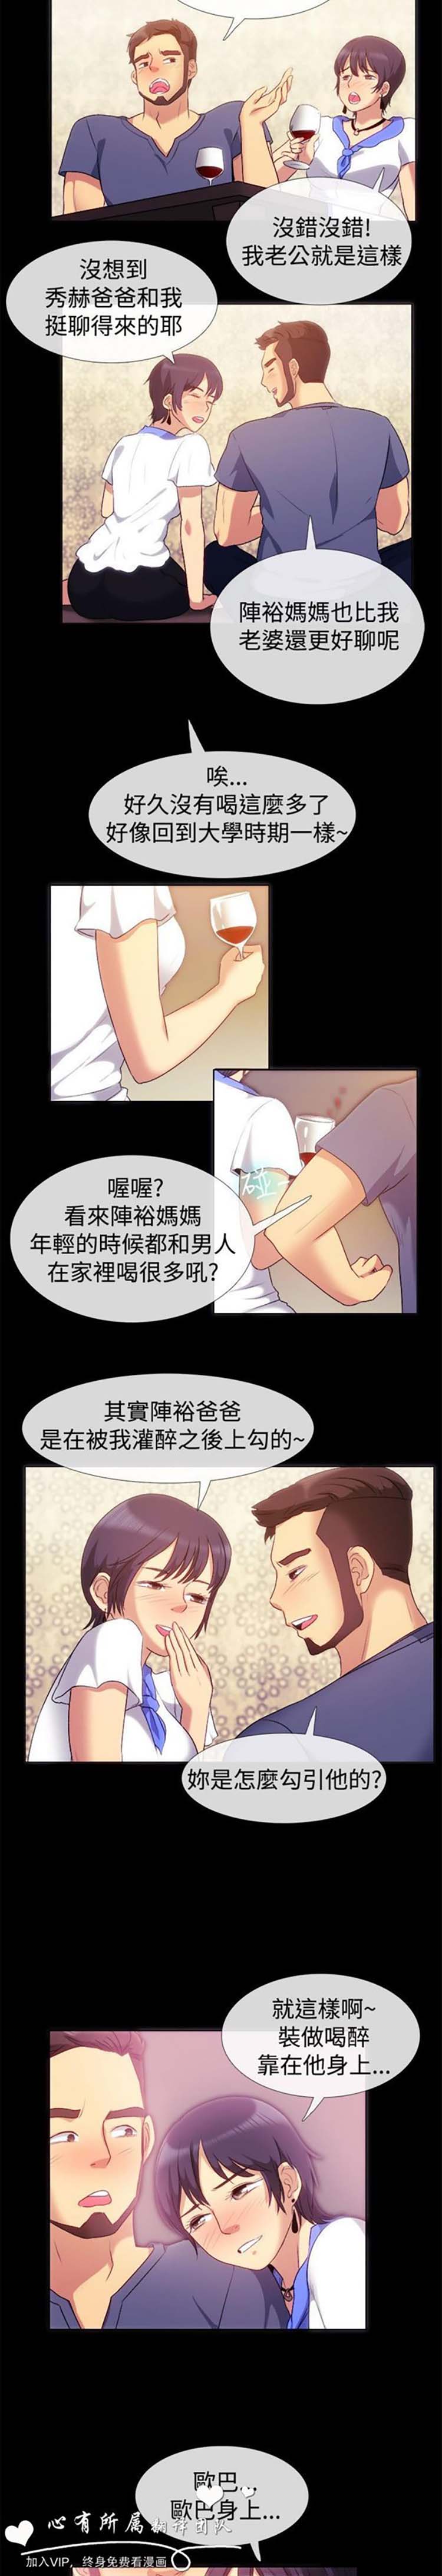 沒錯沒錯!
我老公就是這樣
沒想到
秀赫爸爸和我
挺聊得來的耶
陣裕媽媽也比我
老婆還更好聊呢
唉...
好久沒有喝這麼多了
好像回到大學時期一樣~
碰
喔喔?
看來陣裕媽媽
年輕的時候都和男人
在家裡喝很多吼?
其實陣裕爸爸
是在被我灌醉之後上勾的~
妳是怎麼勾引他的?
就這樣啊~
裝做喝醉
靠在他身上...
歐巴...
歐巴身上...
心有所属翻译团队
加入VIP，终身免费看漫画